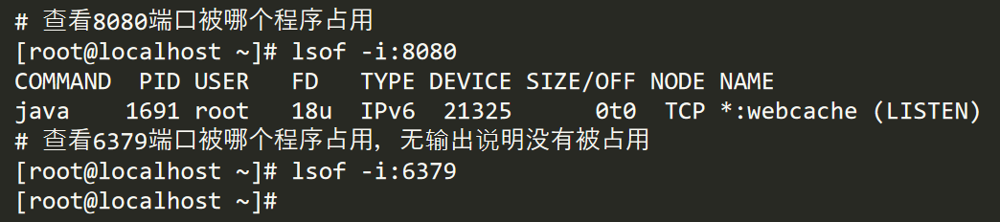 # 查看8080端口被哪个程序占用
[root@localhost ~]# lsof -i:8080
COMMAND  PID USER   FD   TYPE DEVICE SIZE/OFF NODE NAME
java    1691 root   18u  IPv6  21325      0t0  TCP *:webcache (LISTEN)
# 查看6379端口被哪个程序占用，无输出说明没有被占用
[root@localhost ~]# lsof -i:6379
[root@localhost ~]#